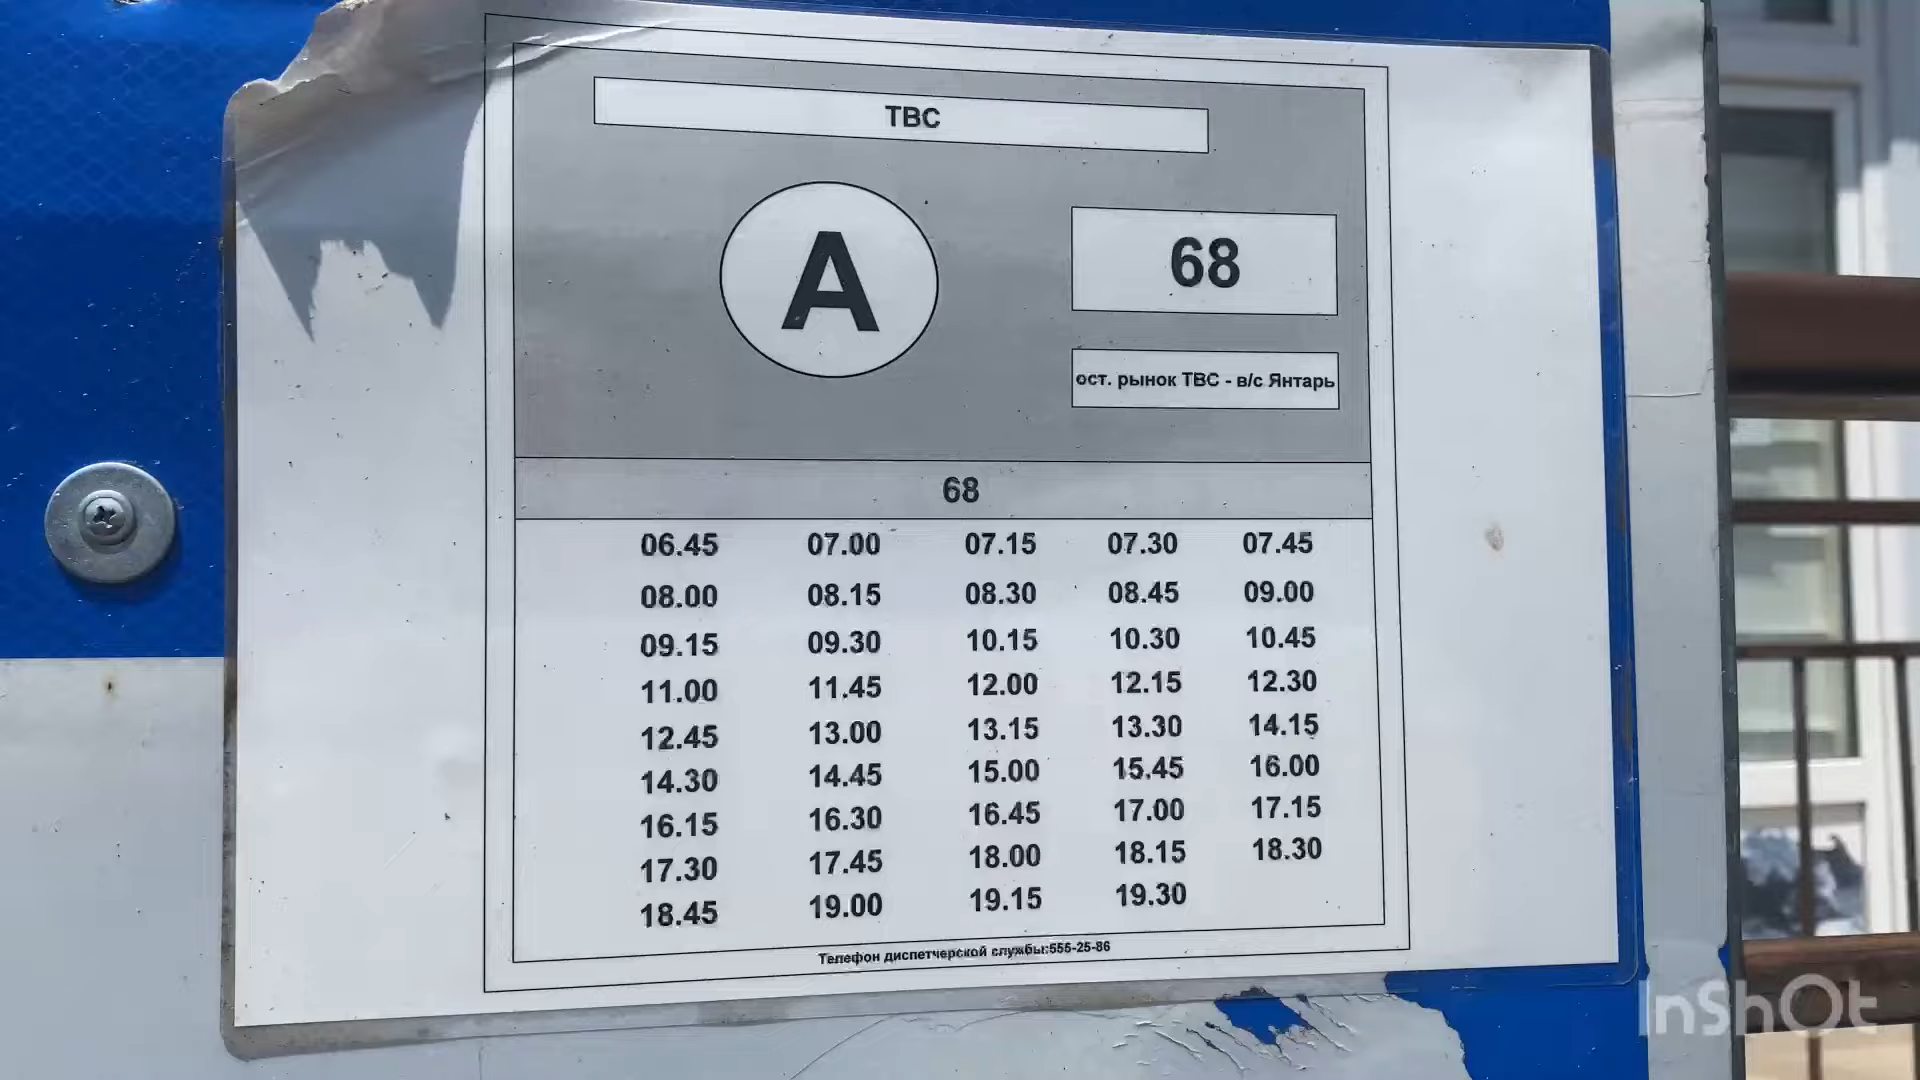 ТВС
А
68
ост. рынок ТВС - в/с Янтарь
68
06.45 07.00 07.15 07.30 07.45
08.00 08.15 08.30 08.45 09.00
09.15 09.30 10.15 10.30 10.45
11.00 11.45 12.00 12.15 12.30
12.45 13.00 13.15 13.30 14.15
14.30 14.45 15.00 15.45 16.00
16.15 16.30 16.45 17.00 17.15
17.30 17.45 18.00 18.15 18.30
18.45 19.00 19.15 19.30
Телефон диспетчерской службы:555-25-86
InShOt